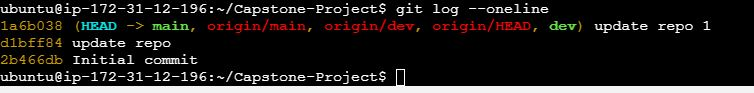 ubuntu@ip-172-31-12-196:~/Capstone-Project$ git log --oneline
1a6b038 (HEAD -> main, origin/main, origin/dev, origin/HEAD, dev) update repo 1
d1bff84 update repo
2b466db Initial commit
ubuntu@ip-172-31-12-196:~/Capstone-Project$